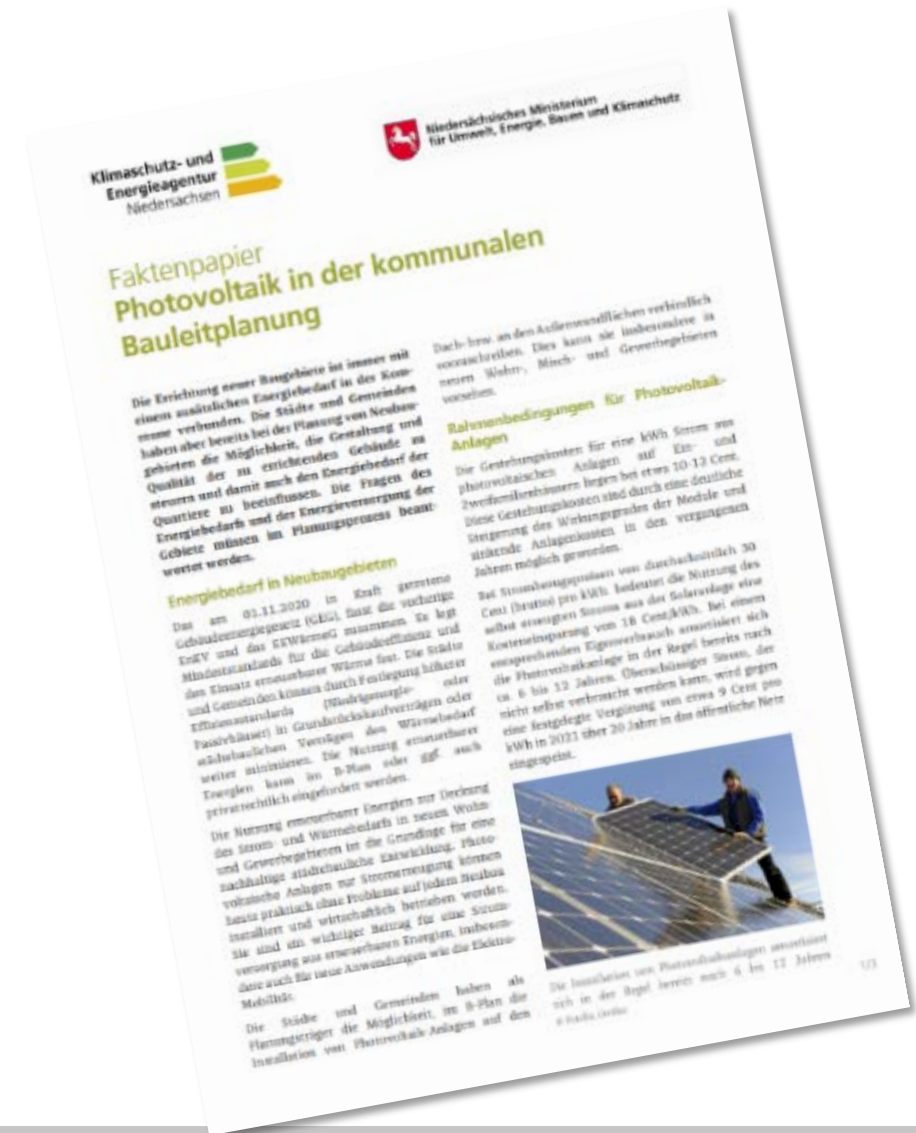 Klimaschutz- und
Energieagentur
Niedersachsen
Niedersächsisches Ministerium
für Umwelt, Energie, Bauen und Klimaschutz
Faktenpapier
Photovoltaik in der kommunalen
Bauleitplanung
Die Errichtung neuer Baugebiete ist immer mit
einem zusätzlichen Energiebedarf in der Kom-
mune verbunden. Die Städte und Gemeinden
haben aber bereits bei der Planung von Neubau-
gebieten die Möglichkeit, die Gestaltung und
Qualität der zu errichtenden Gebäude zu
steuern und damit auch den Energiebedarf der
Quartiere zu beeinflussen. Die Fragen des
Energiebedarfs und der Energieversorgung der
Gebiete müssen im Planungsprozess beant-
wortet werden.
Energiebedarf in Neubaugebieten
Das am 01.11.2020 in Kraft getretene
Gebäudeenergiegesetz (GEG), fasst die vorherige
EnEV und das EEWärmeG zusammen. Es legt
Mindeststandards für die Gebäudeeffizienz und
den Einsatz erneuerbarer Wärme fest. Die Städte
und Gemeinden können durch Festlegung höherer
Effizienzstandards (Niedrigenergie- oder
Passivhäuser) in Grundstückskaufverträgen oder
städtebaulichen Verträgen den Wärmebedarf
weiter minimieren. Die Nutzung erneuerbarer
Energien kann im B-Plan oder ggf. auch
privatrechtlich eingefordert werden.
Die Nutzung erneuerbarer Energien zur Deckung
des Strom- und Wärmebedarfs in neuen Wohn-
und Gewerbegebieten ist die Grundlage für eine
nachhaltige städtebauliche Entwicklung. Photo-
voltaische Anlagen zur Stromerzeugung können
heute praktisch ohne Probleme auf jedem Neubau
installiert und wirtschaftlich betrieben werden.
Sie sind ein wichtiger Beitrag für eine Strom-
versorgung aus erneuerbaren Energien, insbeson-
dere auch für neue Anwendungen wie die Elektro-
Mobilität.
Die Städte und Gemeinden haben als
Planungsträger die Möglichkeit, im B-Plan die
Installation von Photovoltaik-Anlagen auf den
Dach- bzw. an den Außenwandflächen verbindlich
vorzuschreiben. Dies kann sie insbesondere in
neuen Wohn-, Misch- und Gewerbegebieten
vorsehen.
Rahmenbedingungen für Photovoltaik-
Anlagen
Die Gestehungskosten für eine kWh Strom aus
photovoltaischen Anlagen auf Ein- und
Zweifamilienhäusern liegen bei etwa 10-12 Cent.
Diese Gestehungskosten sind durch eine deutliche
Steigerung des Wirkungsgrades der Module und
sinkende Anlagenkosten in den vergangenen
Jahren möglich geworden.
Bei Strombezugspreisen von durchschnittlich 30
Cent (brutto) pro kWh, bedeutet die Nutzung des
selbst erzeugten Stroms aus der Solaranlage eine
Kosteneinsparung von 18 Cent/kWh. Bei einem
entsprechenden Eigenverbrauch amortisiert sich
die Photovoltaikanlage in der Regel bereits nach
ca. 6 bis 12 Jahren. Überschüssiger Strom, der
nicht selbst verbraucht werden kann, wird gegen
eine festgelegte Vergütung von etwa 9 Cent pro
kWh in 2021 über 20 Jahre in das öffentliche Netz
eingespeist.
Die Installation von Photovoltaikanlagen amortisiert
sich in der Regel bereits nach 6 bis 12 Jahren
1/3